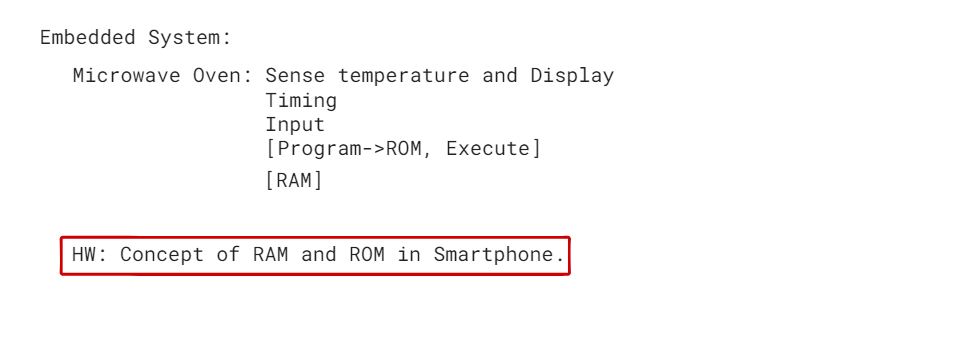 Embedded System:
Microwave Oven: Sense temperature and Display
Timing
Input
[Program->ROM, Execute]
[RAM]
HW: Concept of RAM and ROM in Smartphone.